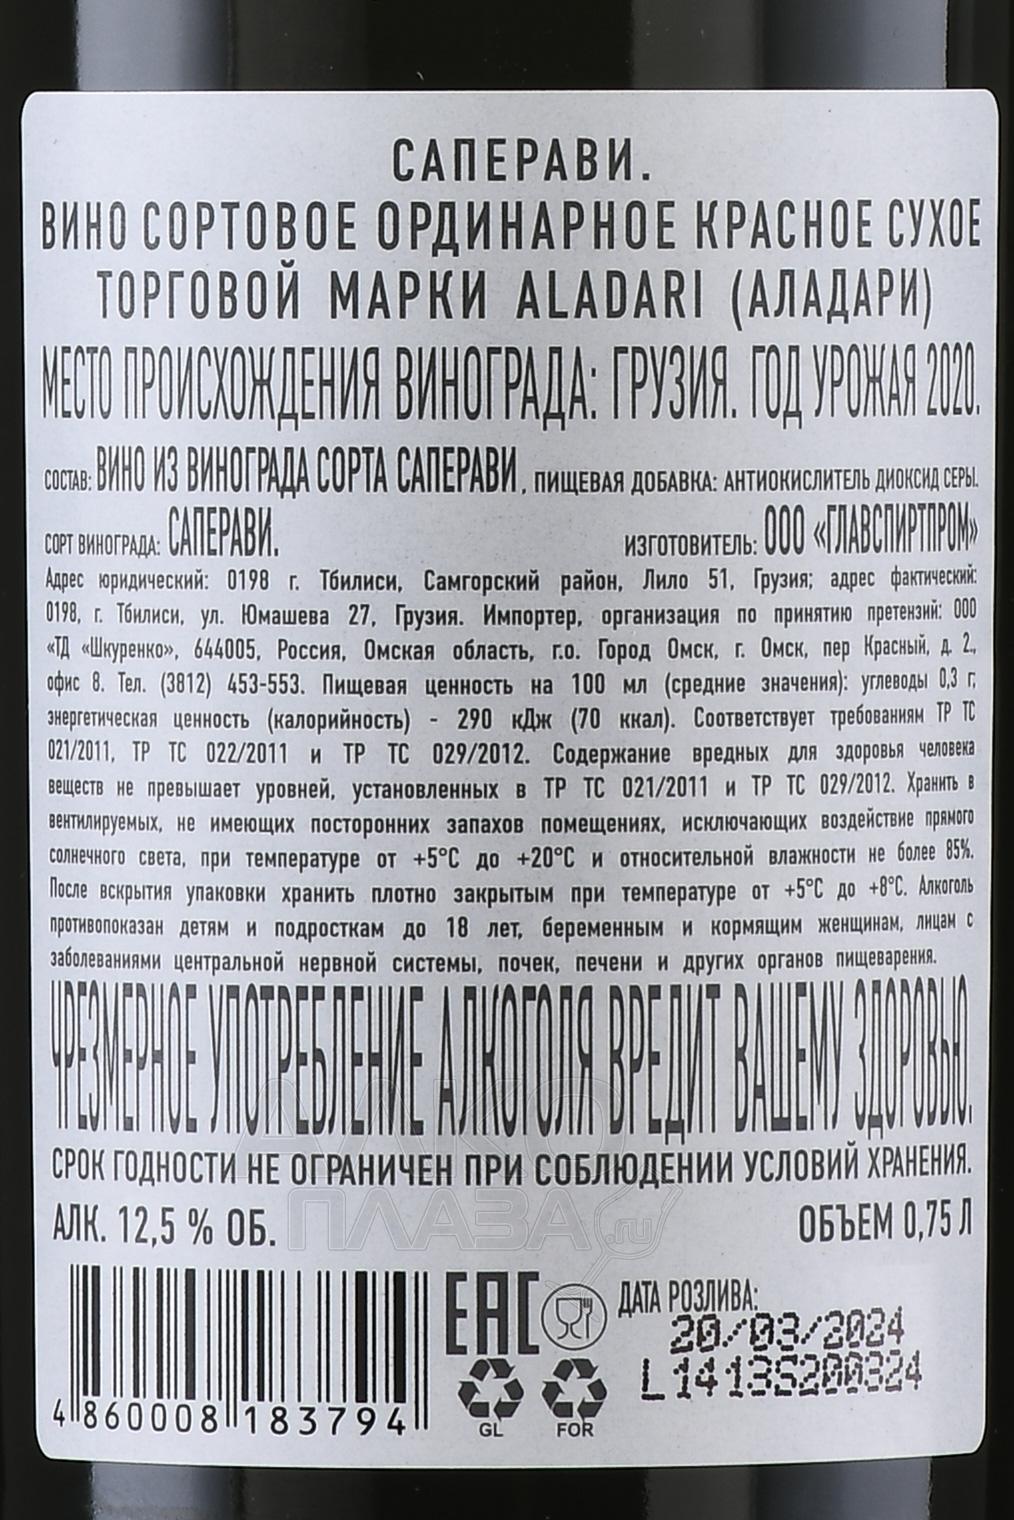 САПЕРАВИ.
ВИНО СОРТОВОЕ ОРДИНАРНОЕ КРАСНОЕ СУХОЕ
ТОРГОВОЙ МАРКИ ALADARI (АЛАДАРИ)
МЕСТО ПРОИСХОЖДЕНИЯ ВИНОГРАДА: ГРУЗИЯ. ГОД УРОЖАЯ 2020.
СОСТАВ: ВИНО ИЗ ВИНОГРАДА СОРТА САПЕРАВИ, ПИЩЕВАЯ ДОБАВКА: АНТИОКИСЛИТЕЛЬ ДИОКСИД СЕРЫ.
СОРТ ВИНОГРАДА: САПЕРАВИ. ИЗГОТОВИТЕЛЬ: ООО «ГЛАВСПИРТПРОМ»
Адрес юридический: 0198 г. Тбилиси, Самгорский район, Лило 51, Грузия; адрес фактический:
0198, г. Тбилиси, ул. Юмашева 27, Грузия. Импортер, организация по принятию претензий: ООО
«ТД «Шкуренко», 644005, Россия, Омская область, г.о. Город Омск, г. Омск, пер Красный, д. 2.,
офис 8. Тел. (3812) 453-553. Пищевая ценность на 100 мл (средние значения): углеводы 0,3 г;
энергетическая ценность (калорийность) - 290 кДж (70 ккал). Соответствует требованиям ТР ТС
021/2011, ТР ТС 022/2011 и ТР ТС 029/2012. Содержание вредных для здоровья человека
веществ не превышает уровней, установленных в ТР ТС 021/2011 и ТР ТС 029/2012. Хранить в
вентилируемых, не имеющих посторонних запахов помещениях, исключающих воздействие прямого
солнечного света, при температуре от +5°С до +20°С и относительной влажности не более 85%.
После вскрытия упаковки хранить плотно закрытым при температуре от +5°С до +8°С. Алкоголь
противопоказан детям и подросткам до 18 лет, беременным и кормящим женщинам, лицам с
заболеваниями центральной нервной системы, почек, печени и других органов пищеварения.
ЧРЕЗМЕРНОЕ УПОТРЕБЛЕНИЕ АЛКОГОЛЯ ВРЕДИТ ВАШЕМУ ЗДОРОВЬЮ.
АЛКО
СРОК ГОДНОСТИ НЕ ОГРАНИЧЕН ПРИ СОБЛЮДЕНИИ УСЛОВИЙ ХРАНЕНИЯ.
ПЛАЗА.ru
АЛК. 12,5 % ОБ. ОБЪЕМ 0,75 Л
EAC ДАТА РОЗЛИВА:
20/03/2024
L14135200324
4 860008 183794
GL FOR